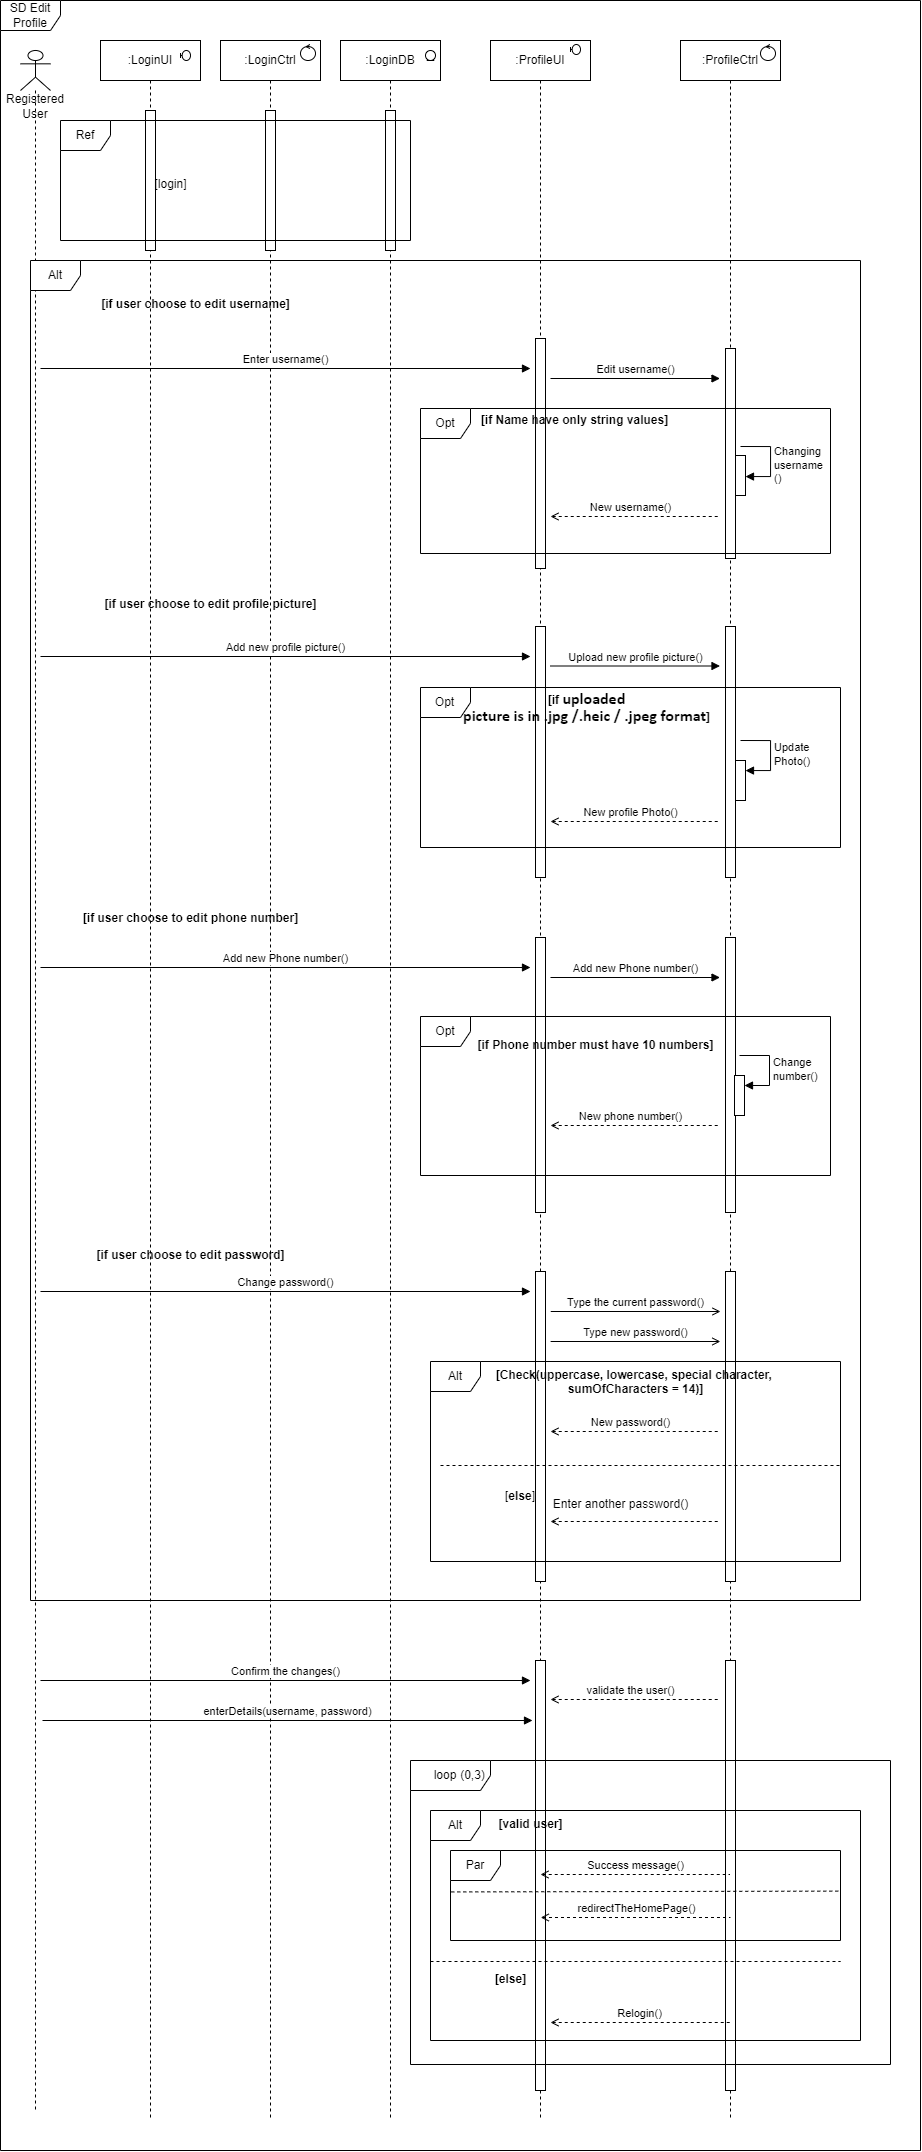 SD Edit
Profile
:LoginUI
:LoginCtrl
:LoginDB
:ProfileUI
:ProfileCtrl
Registered
User
Ref
[login]
Alt
[if user choose to edit username]
Enter username()
Edit username()
Opt
[if Name have only string values]
Changing
username
()
New username()
[if user choose to edit profile picture]
Add new profile picture()
Upload new profile picture()
Opt
[if uploaded
picture is in .jpg /.heic / .jpeg format]
Update
Photo()
New profile Photo()
[if user choose to edit phone number]
Add new Phone number()
Add new Phone number()
Opt
[if Phone number must have 10 numbers]
Change
number()
New phone number()
[if user choose to edit password]
Change password()
Type the current password()
Type new password()
Alt
[Check(uppercase, lowercase, special character,
sumOfCharacters = 14)]
New password()
[else]
Enter another password()
Confirm the changes()
validate the user()
enterDetails(username, password)
loop (0,3)
Alt
[valid user]
Par
Success message()
redirectTheHomePage()
[else]
Relogin()